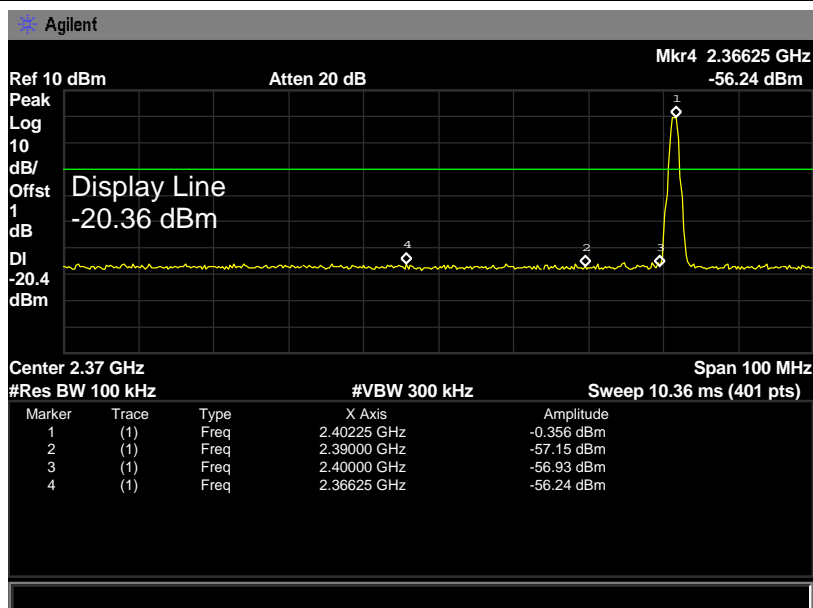 Agilent
Mkr4 2.36625 GHz
Ref 10 dBm Atten 20 dB -56.24 dBm
Peak
Log
10
dB/
Offst
1
dB
DI
-20.4
dBm
1
Display Line
-20.36 dBm
4 2 3
Center 2.37 GHz Span 100 MHz
#Res BW 100 kHz #VBW 300 kHz Sweep 10.36 ms (401 pts)
Marker Trace Type X Axis Amplitude
1 (1) Freq 2.40225 GHz -0.356 dBm
2 (1) Freq 2.39000 GHz -57.15 dBm
3 (1) Freq 2.40000 GHz -56.93 dBm
4 (1) Freq 2.36625 GHz -56.24 dBm